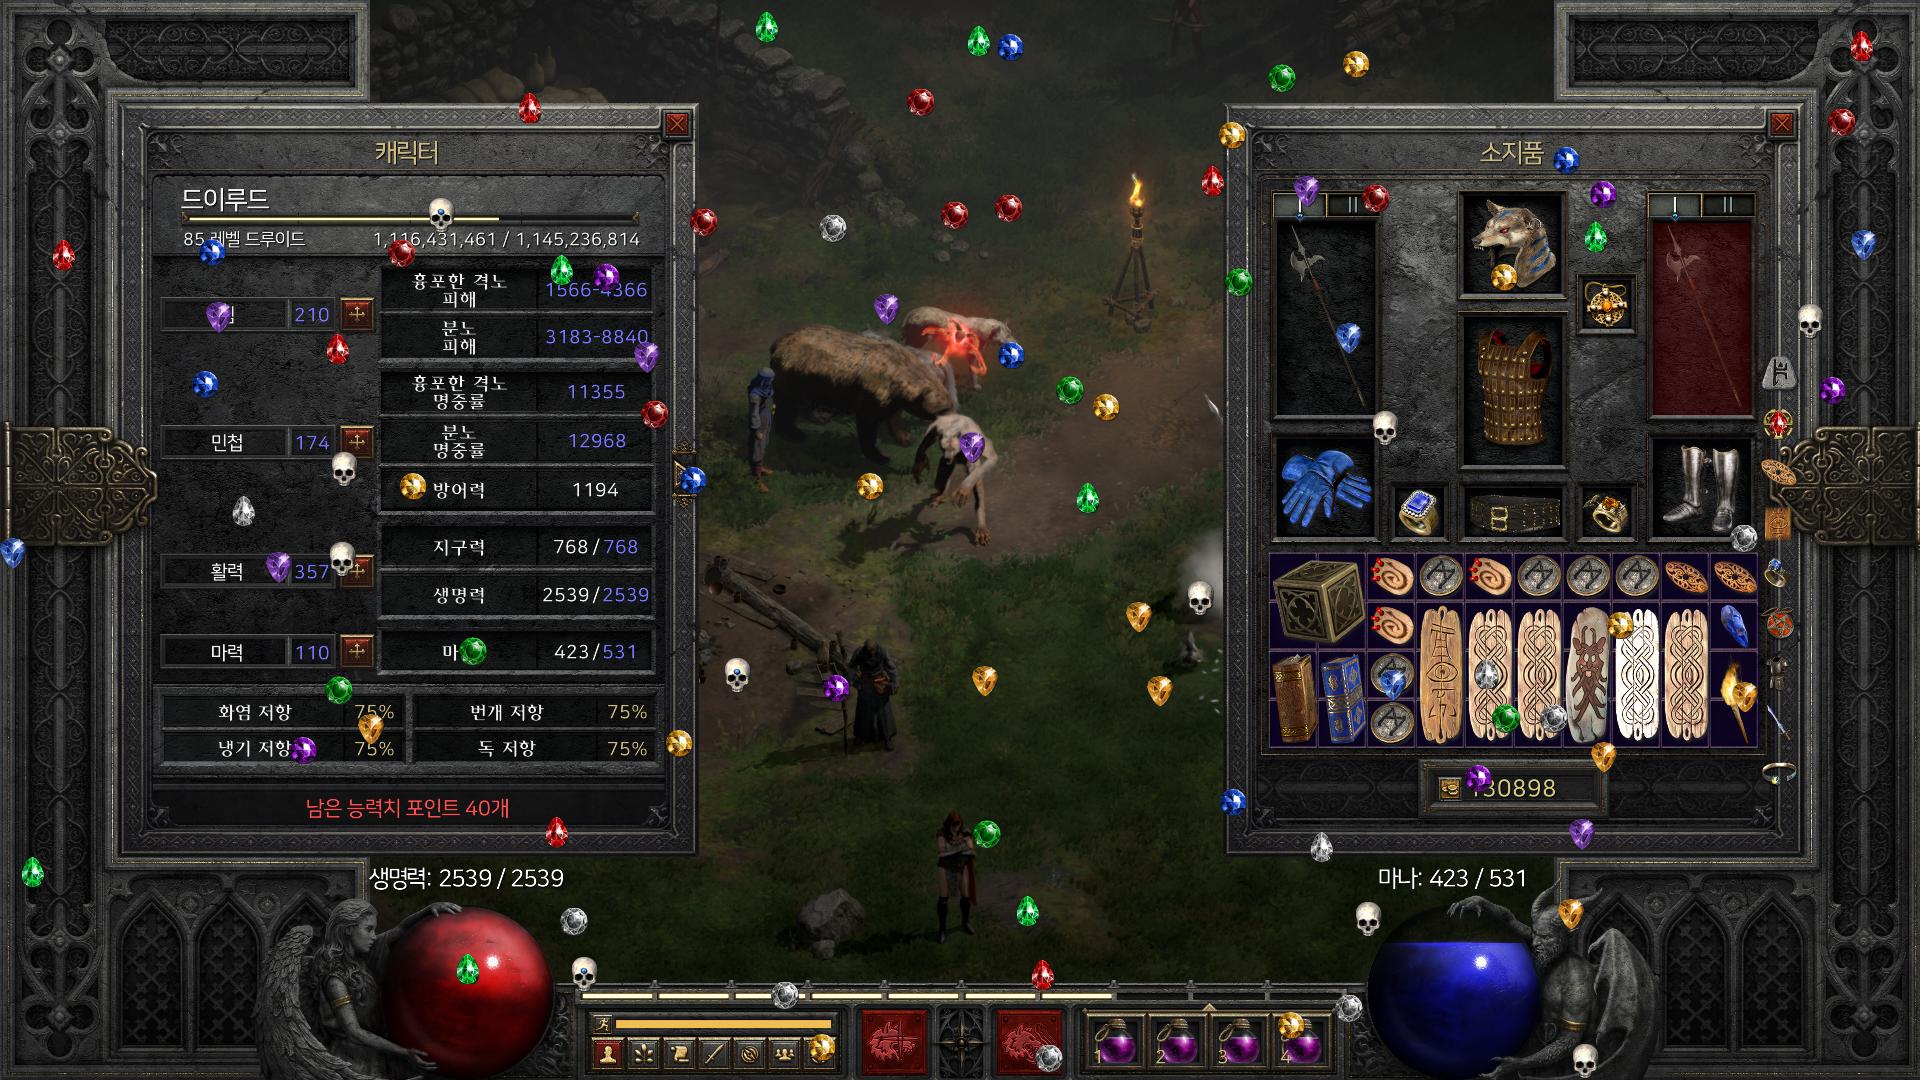 캐릭터
드이루드
85 레벨 드루이드
1,116,431,461 / 1,145,236,814
210
흉포한 격노 피해
1566-4366
분노 피해
3183-8840
흉포한 격노 명중률
11355
민첩
174
분노 명중률
12968
방어력
1194
활력
357
지구력
768/768
생명력
2539/2539
마력
110
423/531
화염 저항
75%
번개 저항
75%
냉기 저항
75%
독 저항
75%
남은 능력치 포인트 40개
소지품
I
II
I
II
생명력: 2539 / 2539
마나: 423 / 531
1
2
3
4